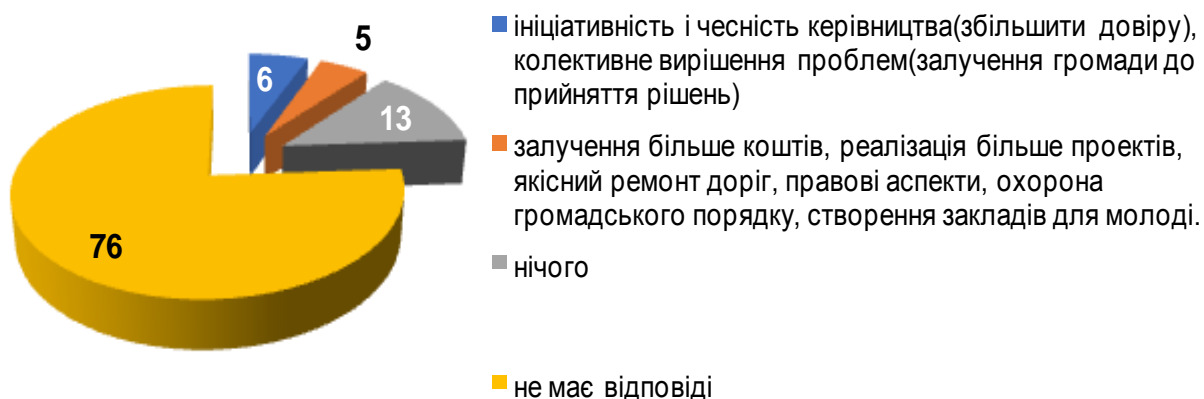 6
5
13
76
ініціативність і чесність керівництва(збільшити довіру),
колективне вирішення проблем(залучення громади до
прийняття рішень)
залучення більше коштів, реалізація більше проектів,
якісний ремонт доріг, правові аспекти, охорона
громадського порядку, створення закладів для молоді.
нічого
не має відповіді